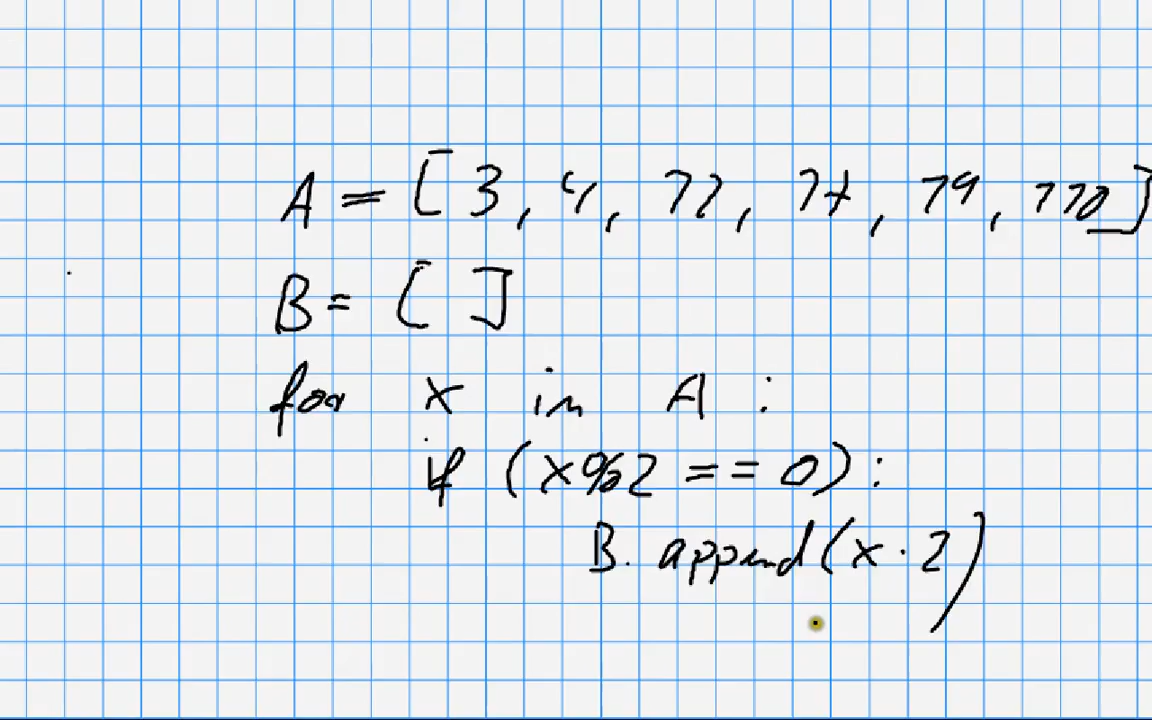 A = [ 3, 4, 72, 74, 79, 770 ]
B = [ ]
for x in A :
if (x%2 == 0) :
B. append(x · 2)